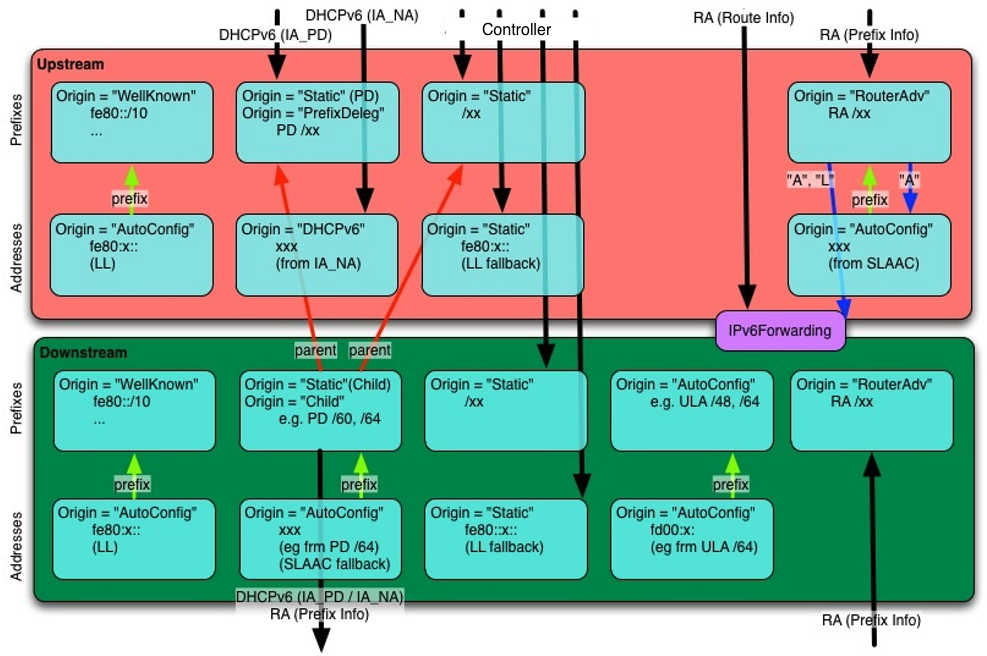 DHCPv6 (IA_NA)
DHCPv6 (IA_PD)
Controller
RA (Route Info)
RA (Prefix Info)
Upstream
Prefixes
Origin = "WellKnown"
fe80::/10
...
Origin = "Static" (PD)
Origin = "PrefixDeleg"
PD /xx
Origin = "Static"
/xx
Origin = "RouterAdv"
RA /xx
prefix
"A", "L"
prefix
"A"
Addresses
Origin = "AutoConfig"
fe80:x::
(LL)
Origin = "DHCPv6"
xxx
(from IA_NA)
Origin = "Static"
fe80:x::
(LL fallback)
Origin = "AutoConfig"
xxx
(from SLAAC)
IPv6Forwarding
Downstream
parent
parent
Prefixes
Origin = "WellKnown"
fe80::/10
...
Origin = "Static"(Child)
Origin = "Child"
e.g. PD /60, /64
Origin = "Static"
/xx
Origin = "AutoConfig"
e.g. ULA /48, /64
Origin = "RouterAdv"
RA /xx
prefix
prefix
prefix
Addresses
Origin = "AutoConfig"
fe80:x::
(LL)
Origin = "AutoConfig"
xxx
(eg frm PD /64)
(SLAAC fallback)
Origin = "Static"
fe80::x::
(LL fallback)
Origin = "AutoConfig"
fd00:x:
(eg frm ULA /64)
DHCPv6 (IA_PD / IA_NA)
RA (Prefix Info)
RA (Prefix Info)